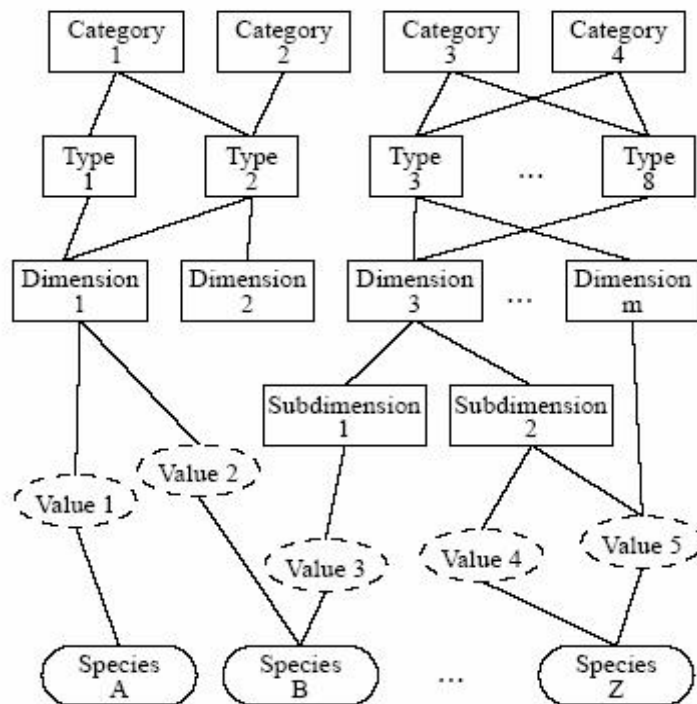 Category
1
Category
2
Category
3
Category
4
Type
1
Type
2
Type
3
...
Type
8
Dimension
1
Dimension
2
Dimension
3
...
Dimension
m
Subdimension
1
Subdimension
2
Value 1
Value 2
Value 3
Value 4
Value 5
Species
A
Species
B
...
Species
Z